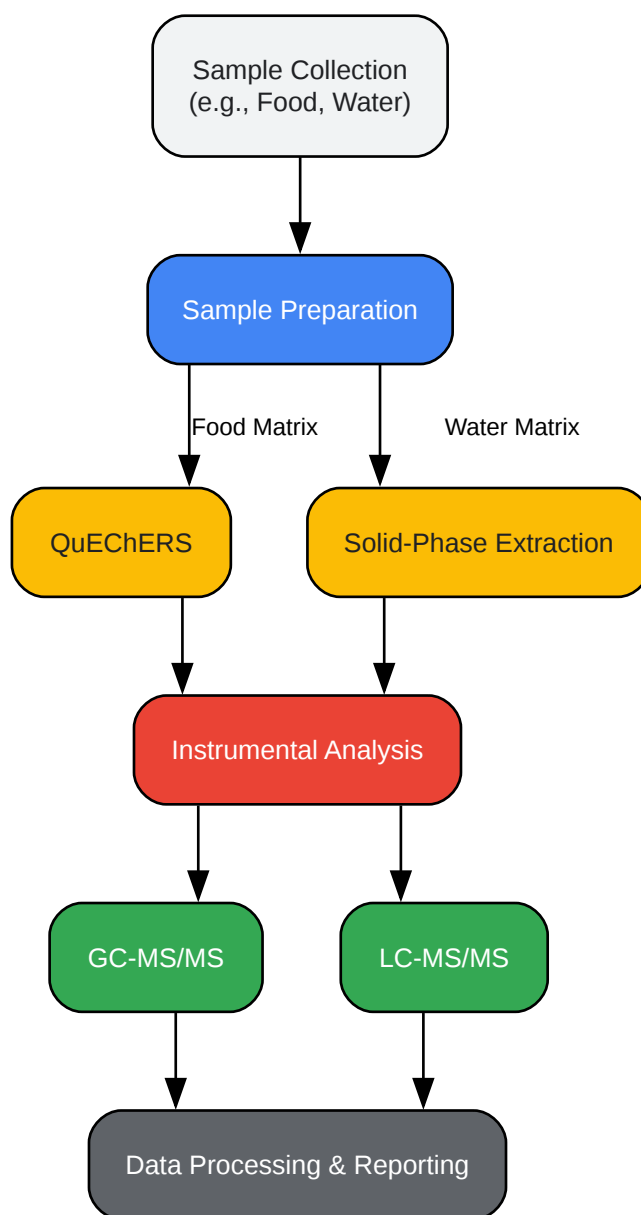 Sample Collection
(e.g., Food, Water)
Sample Preparation
Food Matrix
Water Matrix
QuEChERS
Solid-Phase Extraction
Instrumental Analysis
GC-MS/MS
LC-MS/MS
Data Processing & Reporting